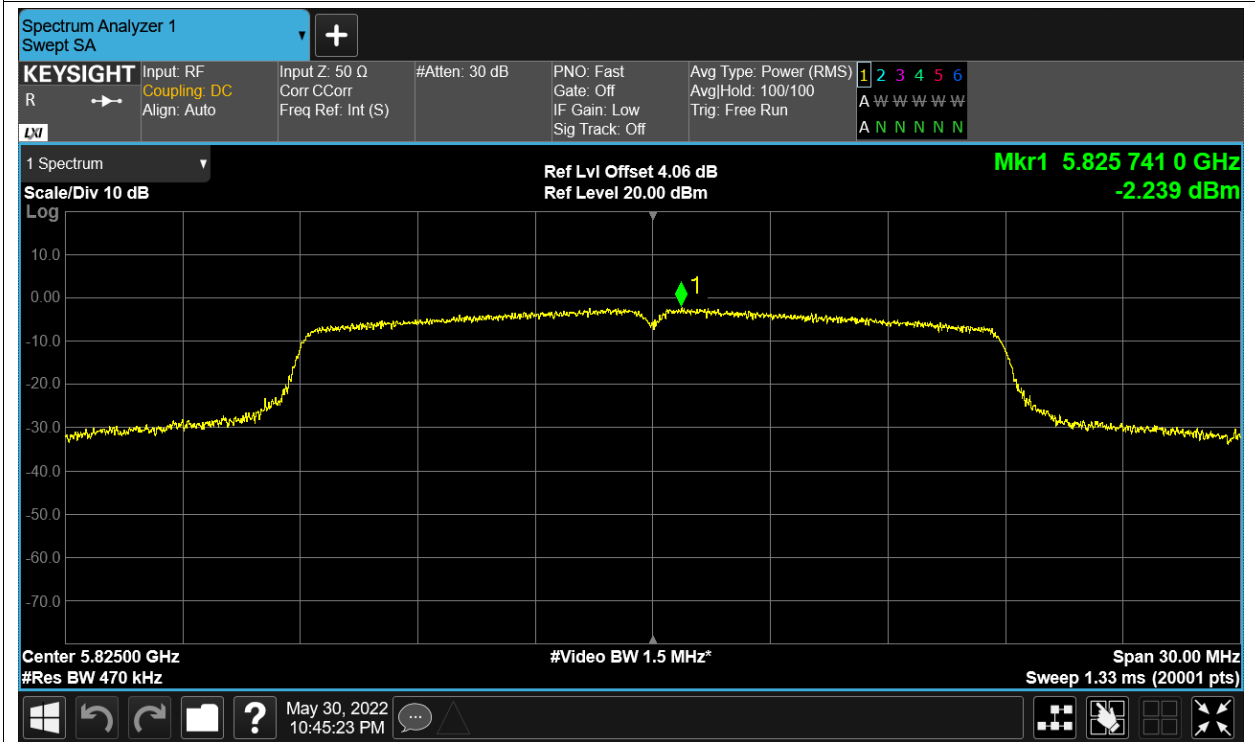 Spectrum Analyzer 1
Swept SA
KEYSIGHT
R
LXI
Input: RF
Coupling: DC
Align: Auto
Input Z: 50 Ω
Corr CCorr
Freq Ref: Int (S)
#Atten: 30 dB
PNO: Fast
Gate: Off
IF Gain: Low
Sig Track: Off
Avg Type: Power (RMS)
Avg|Hold: 100/100
Trig: Free Run
1 2 3 4 5 6
A W W W W W
A N N N N N
1 Spectrum
Scale/Div 10 dB
Log
Ref Lvl Offset 4.06 dB
Ref Level 20.00 dBm
Mkr1 5.825 741 0 GHz
-2.239 dBm
10.0
0.00
-10.0
-20.0
-30.0
-40.0
-50.0
-60.0
-70.0
1
Center 5.82500 GHz
#Res BW 470 kHz
#Video BW 1.5 MHz*
Span 30.00 MHz
Sweep 1.33 ms (20001 pts)
?
May 30, 2022
10:45:23 PM